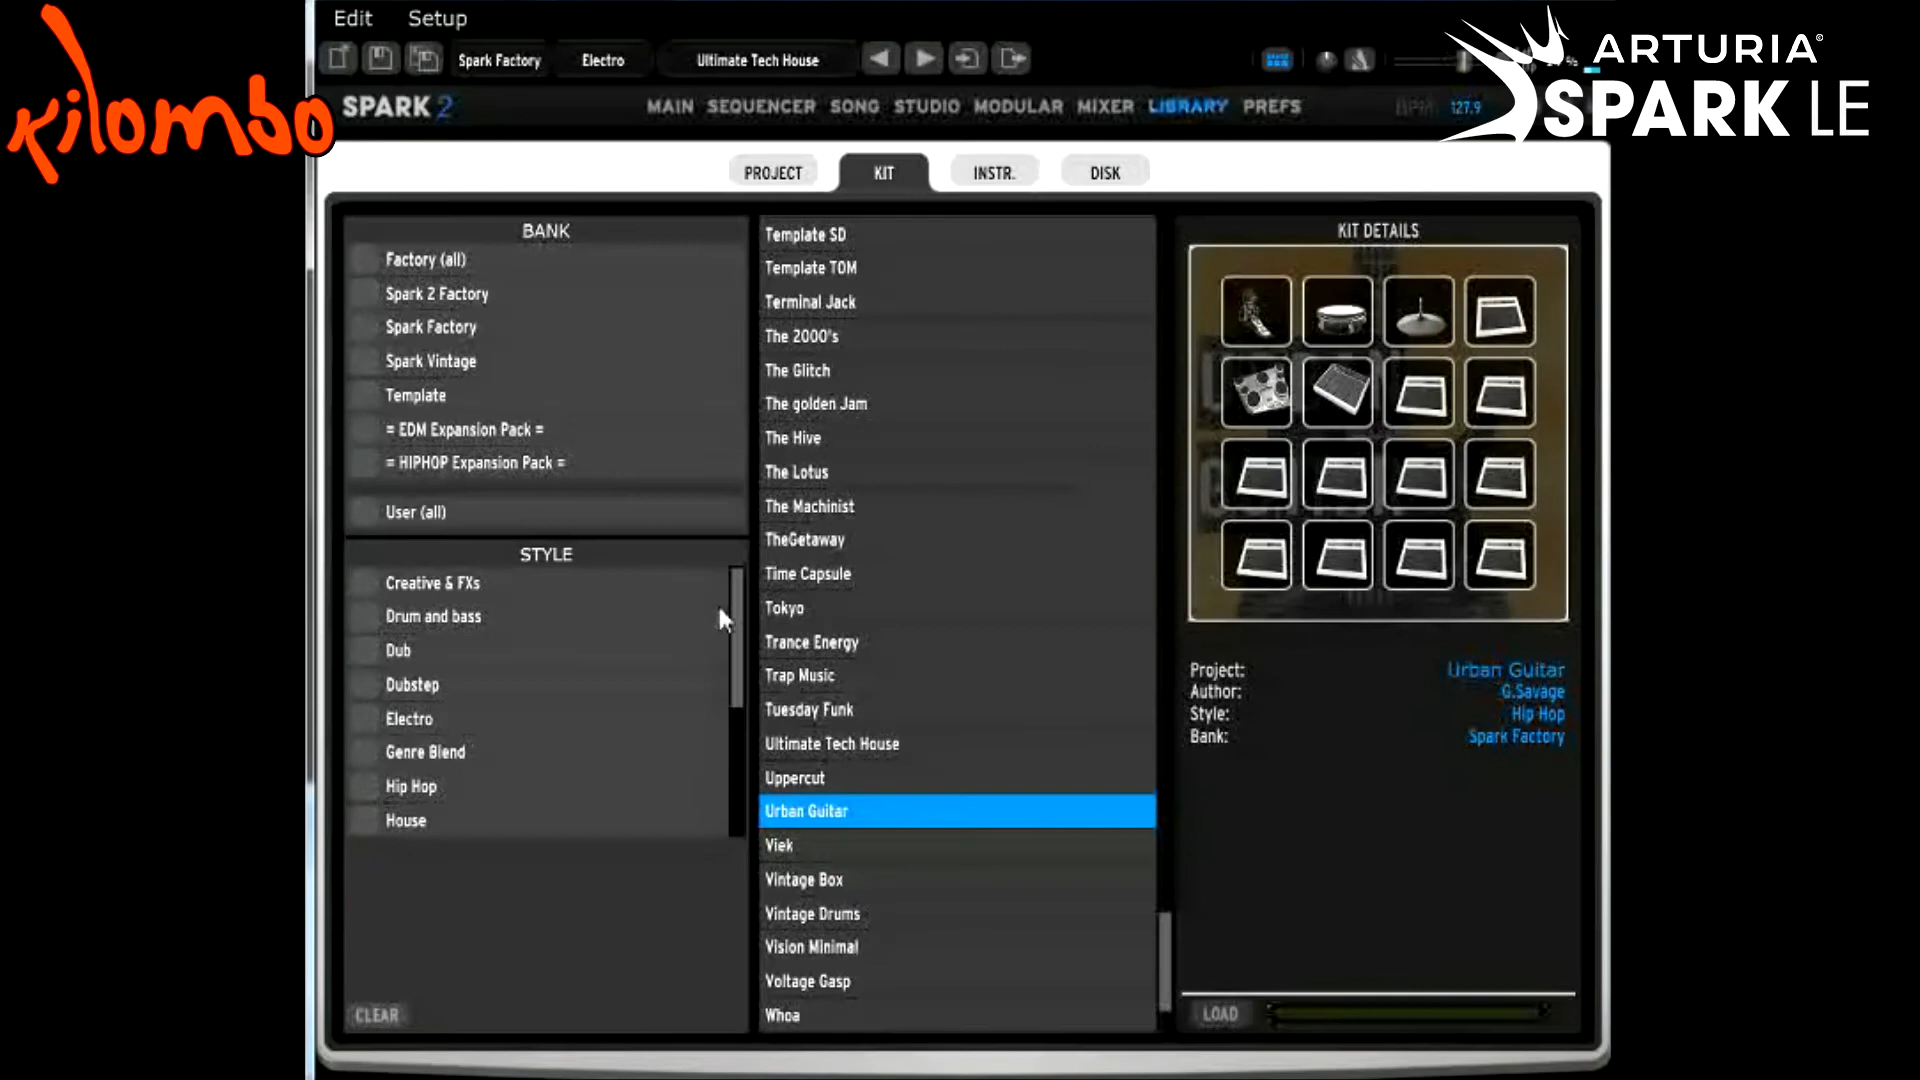 Edit Setup
kilombo
Spark Factory Electro Ultimate Tech House
ARTURIA©
SPARK LE
SPARK 2
MAIN SEQUENCER SONG STUDIO MODULAR MIXER LIBRARY PREFS
BPM 127.9
PROJECT KIT INSTR. DISK
BANK
Factory (all)
Spark 2 Factory
Spark Factory
Spark Vintage
Template
= EDM Expansion Pack =
= HIPHOP Expansion Pack =
User (all)
STYLE
Creative & FXs
Drum and bass
Dub
Dubstep
Electro
Genre Blend
Hip Hop
House
CLEAR
Template SD
Template TOM
Terminal Jack
The 2000's
The Glitch
The golden Jam
The Hive
The Lotus
The Machinist
TheGetaway
Time Capsule
Tokyo
Trance Energy
Trap Music
Tuesday Funk
Ultimate Tech House
Uppercut
Urban Guitar
Viek
Vintage Box
Vintage Drums
Vision Minimal
Voltage Gasp
Whoa
KIT DETAILS
Project: Urban Guitar
Author: G.Savage
Style: Hip Hop
Bank: Spark Factory
LOAD